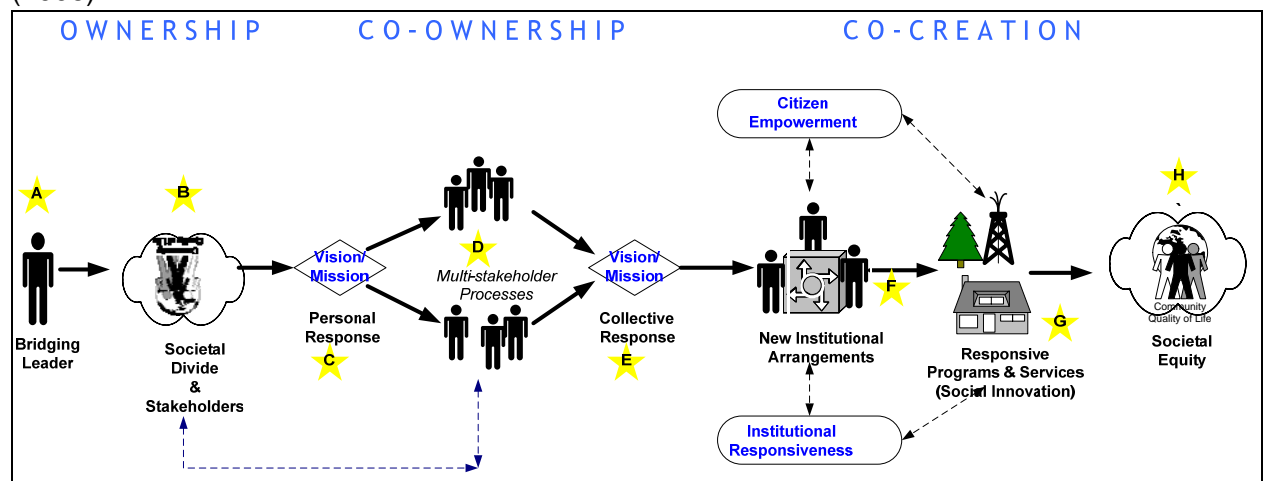 OWNERSHIP
CO-OWNERSHIP
CO-CREATION
Citizen
Empowerment
A
B
H
D
Vision/
Mission
Multi-stakeholder
Processes
Vision/
Mission
F
Community
Quality of Life
G
Bridging
Leader
Personal
Response
C
Collective
Response
E
New Institutional
Arrangements
Societal
Divide
&
Stakeholders
Responsive
Programs & Services
(Social Innovation)
Societal
Equity
Institutional
Responsiveness